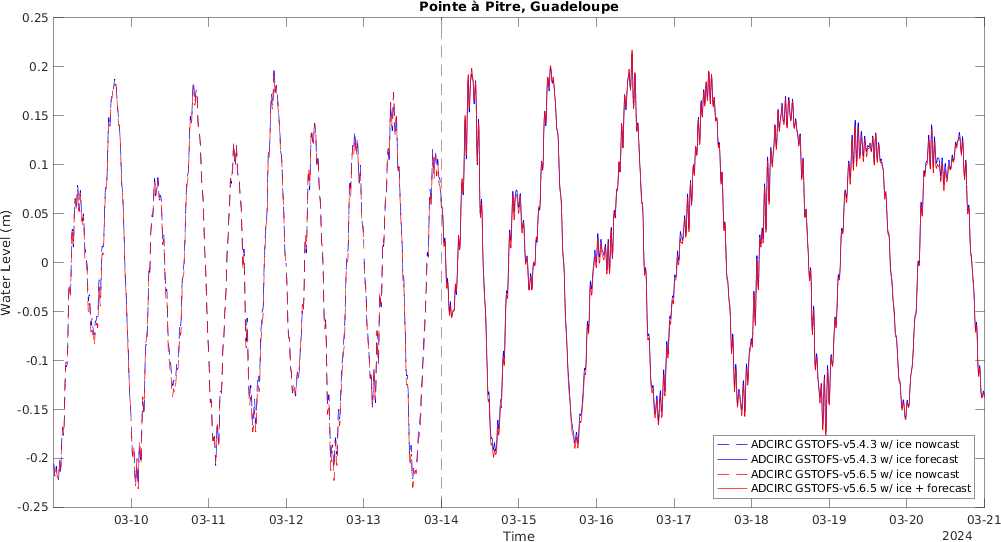 Pointe à Pitre, Guadeloupe
0.25
0.2
0.15
0.1
0.05
0
-0.05
-0.1
-0.15
-0.2
-0.25
Water Level (m)
ADCIRC GSTOFS-v5.4.3 w/ ice nowcast
ADCIRC GSTOFS-v5.4.3 w/ ice forecast
ADCIRC GSTOFS-v5.6.5 w/ ice nowcast
ADCIRC GSTOFS-v5.6.5 w/ ice + forecast
03-10 03-11 03-12 03-13 03-14 03-15 03-16 03-17 03-18 03-19 03-20 03-21
Time
2024